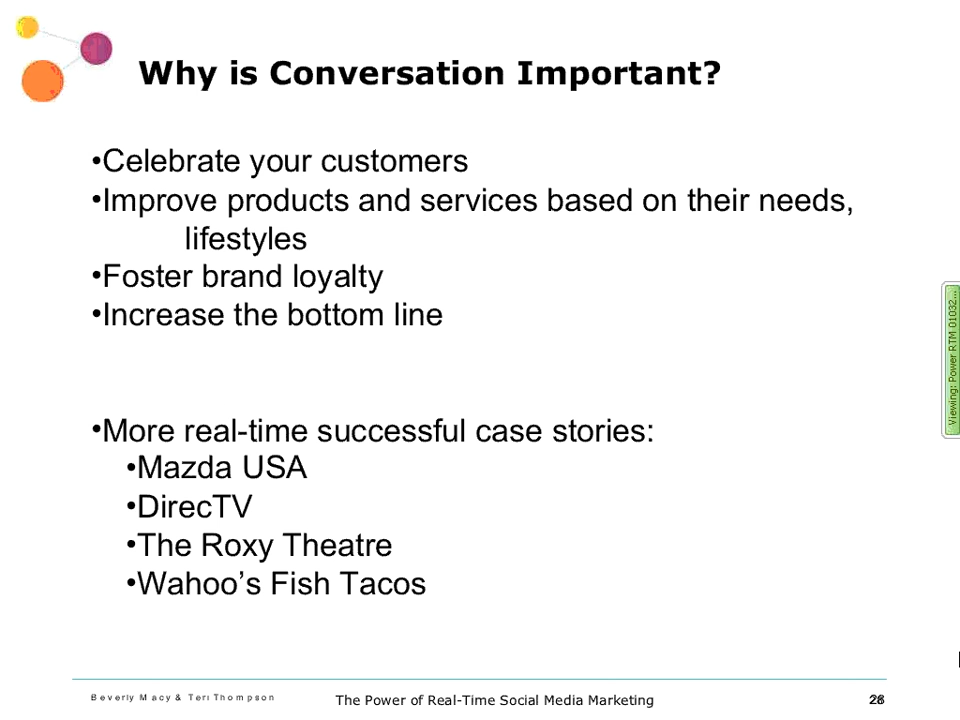 Why is Conversation Important?
•Celebrate your customers
•Improve products and services based on their needs,
lifestyles
•Foster brand loyalty
•Increase the bottom line
•More real-time successful case stories:
•Mazda USA
•DirecTV
•The Roxy Theatre
•Wahoo’s Fish Tacos
Viewing: Power RTM 01032...
Beverly Macy & Teri Thompson
The Power of Real-Time Social Media Marketing